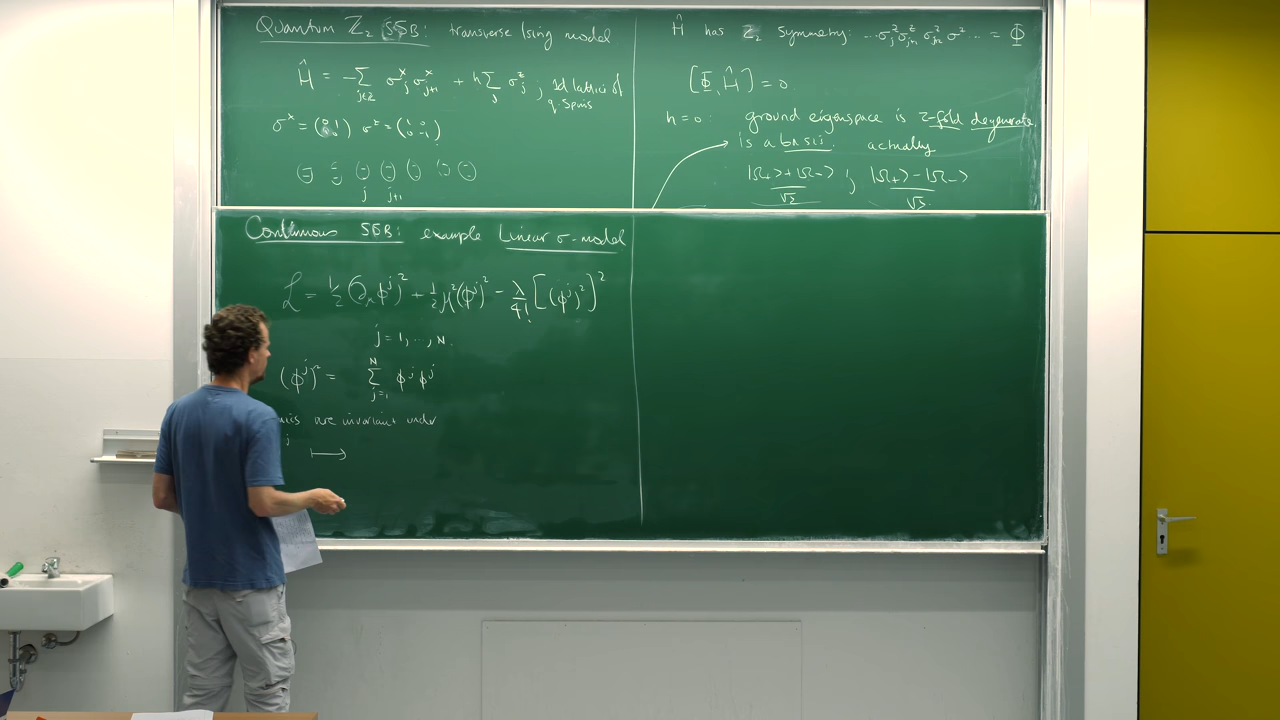 Quantum ℤ₂ SSB: transverse Ising model
Ĥ = -∑_{j∈ℤ} σ^x_j σ^x_{j+1} + h∑_j σ^z_j ; 1d lattice of q. spins
σ^x = (0 1; 1 0) σ^z = (1 0; 0 -1)
j j+1
Ĥ has ℤ₂ symmetry: ...σ^z_j σ^z_{j+1} σ^z_{j+2} σ^z ... = Φ
[Φ, Ĥ] = 0
h=0: ground eigenspace is 2-fold degenerate
is a basis. actually
|Ω+>+|Ω->/√2 ; |Ω+>-|Ω->/√2
Continuous SSB: example Linear σ-model
ℒ = ½(∂_μ φ^j)² + ½μ²(φ^j)² - λ/4! [(φ^j)²]²
j = 1, ..., N.
(φ^j)² = ∑_{j=1}^N φ^j φ^j
are invariant under
j ⟼